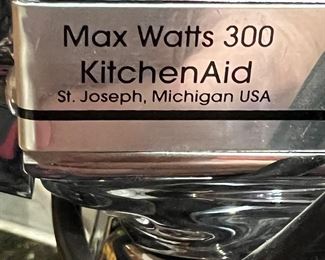 Max Watts 300
KitchenAid
St. Joseph, Michigan USA